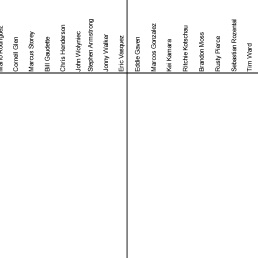 Cornell Glen
Marcus Storey
Bill Gaudette
Chris Henderson
John Wolyniec
Stephen Armstrong
Jonny Walker
Eric Vasquez
Eddie Gaven
Marcos Gonzalez
Kei Kamara
Ritchie Kotschau
Brandon Moss
Rusty Pierce
Sebastian Rozental
Tim Ward